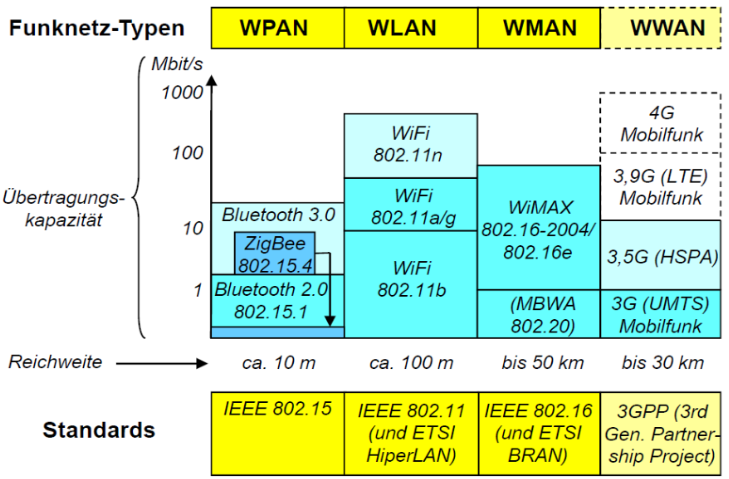 Funknetz-Typen
WPAN
WLAN
WMAN
WWAN
Mbit/s
1000
100
10
1
Übertragungs-
kapazität
Bluetooth 3.0
ZigBee
802.15.4
Bluetooth 2.0
802.15.1
WiFi
802.11n
WiFi
802.11a/g
WiFi
802.11b
WiMAX
802.16-2004/
802.16e
(MBWA
802.20)
4G
Mobilfunk
3,9G (LTE)
Mobilfunk
3,5G (HSPA)
3G (UMTS)
Mobilfunk
Reichweite
ca. 10 m
ca. 100 m
bis 50 km
bis 30 km
Standards
IEEE 802.15
IEEE 802.11
(und ETSI
HiperLAN)
IEEE 802.16
(und ETSI
BRAN)
3GPP (3rd
Gen. Partner-
ship Project)